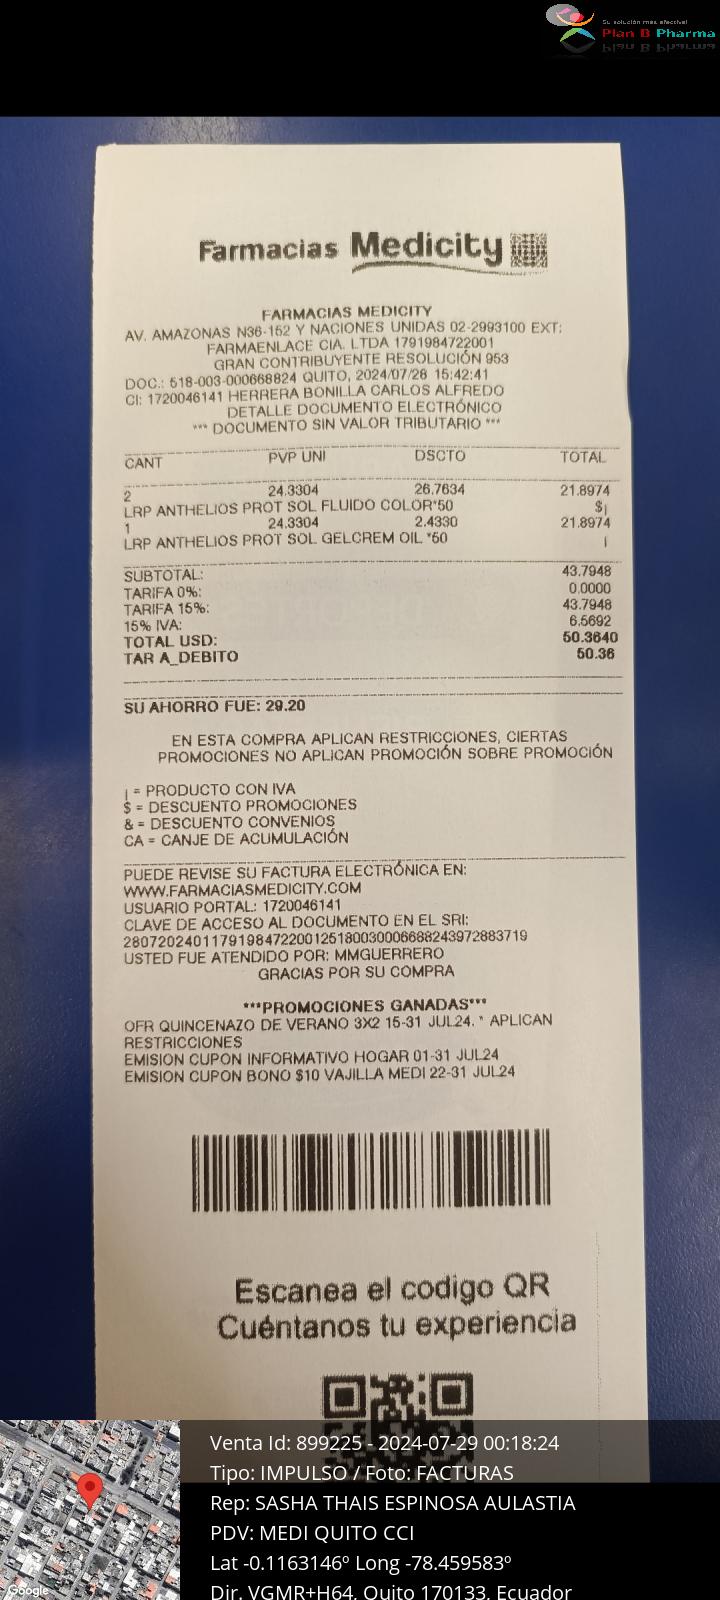 Su solución más efectiva!
Plan B Pharma
Farmacias Medicity
FARMACIAS MEDICITY
AV. AMAZONAS N36-152 Y NACIONES UNIDAS 02-2993100 EXT:
FARMAENLACE CIA. LTDA 1791984722001
GRAN CONTRIBUYENTE RESOLUCIÓN 953
DOC.: 518-003-000668824 QUITO, 2024/07/28 15:42:41
CI: 1720046141 HERRERA BONILLA CARLOS ALFREDO
DETALLE DOCUMENTO ELECTRÓNICO
*** DOCUMENTO SIN VALOR TRIBUTARIO ***
CANT PVP UNI DSCTO TOTAL
2 24.3304 26.7634 21.8974
LRP ANTHELIOS PROT SOL FLUIDO COLOR*50 $¡
1 24.3304 2.4330 21.8974
LRP ANTHELIOS PROT SOL GELCREM OIL *50 ¡
SUBTOTAL: 43.7948
TARIFA 0%: 0.0000
TARIFA 15%: 43.7948
15% IVA: 6.5692
TOTAL USD: 50.3640
TAR A_DEBITO 50.36
SU AHORRO FUE: 29.20
EN ESTA COMPRA APLICAN RESTRICCIONES, CIERTAS
PROMOCIONES NO APLICAN PROMOCIÓN SOBRE PROMOCIÓN
¡ = PRODUCTO CON IVA
$ = DESCUENTO PROMOCIONES
& = DESCUENTO CONVENIOS
CA = CANJE DE ACUMULACIÓN
PUEDE REVISE SU FACTURA ELECTRÓNICA EN:
WWW.FARMACIASMEDICITY.COM
USUARIO PORTAL: 1720046141
CLAVE DE ACCESO AL DOCUMENTO EN EL SRI:
2807202401179198472200125180030006688243972883719
USTED FUE ATENDIDO POR: MMGUERRERO
GRACIAS POR SU COMPRA
***PROMOCIONES GANADAS***
OFR QUINCENAZO DE VERANO 3X2 15-31 JUL24. * APLICAN
RESTRICCIONES
EMISION CUPON INFORMATIVO HOGAR 01-31 JUL24
EMISION CUPON BONO $10 VAJILLA MEDI 22-31 JUL24
Escanea el codigo QR
Cuéntanos tu experiencia
Venta Id: 899225 - 2024-07-29 00:18:24
Tipo: IMPULSO / Foto: FACTURAS
Rep: SASHA THAIS ESPINOSA AULASTIA
PDV: MEDI QUITO CCI
Lat -0.1163146º Long -78.459583º
Dir. VGMR+H64, Quito 170133, Ecuador
Google